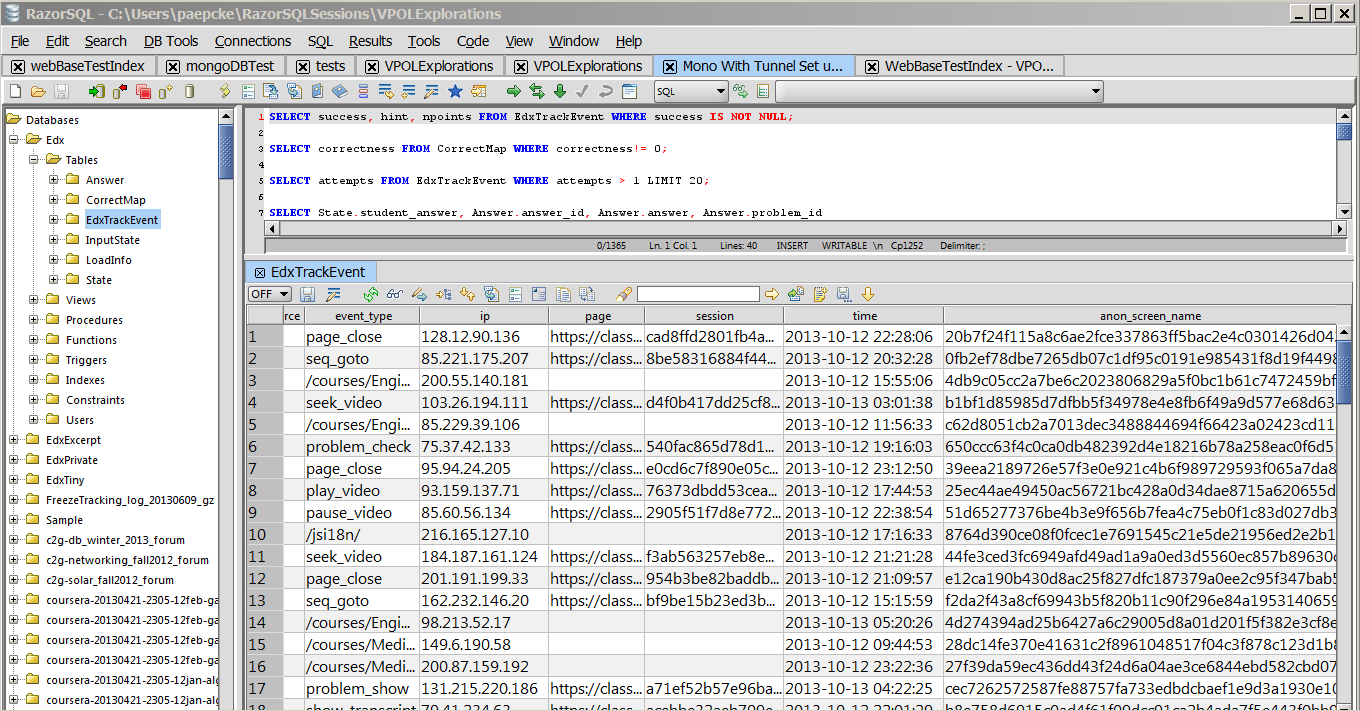 RazorSQL - C:\Users\paepcke\RazorSQLSessions\VPOLExplorations
File Edit Search DB Tools Connections SQL Results Tools Code View Window Help
webBaseTestIndex mongoDBTest tests VPOLExplorations VPOLExplorations Mono With Tunnel Set u... WebBaseTestIndex - VPO...
SQL
Databases
Edx
Tables
Answer
CorrectMap
EdxTrackEvent
InputState
LoadInfo
State
Views
Procedures
Functions
Triggers
Indexes
Constraints
Users
EdxExcerpt
EdxPrivate
EdxTiny
FreezeTracking_log_20130609_gz
Sample
c2g-db_winter_2013_forum
c2g-networking_fall2012_forum
c2g-solar_fall2012_forum
coursera-20130421-2305-12feb-ga
coursera-20130421-2305-12feb-ga
coursera-20130421-2305-12feb-ga
coursera-20130421-2305-12feb-ga
coursera-20130421-2305-12jan-alg
coursera-20130421-2305-12jan-alg
1 SELECT success, hint, npoints FROM EdxTrackEvent WHERE success IS NOT NULL;
2
3 SELECT correctness FROM CorrectMap WHERE correctness!= 0;
4
5 SELECT attempts FROM EdxTrackEvent WHERE attempts > 1 LIMIT 20;
6
7 SELECT State.student_answer, Answer.answer_id, Answer.answer, Answer.problem_id
0/1365 Ln. 1 Col. 1 Lines: 40 INSERT WRITABLE \n Cp1252 Delimiter: ;
EdxTrackEvent
OFF
rce event_type ip page session time anon_screen_name
1 page_close 128.12.90.136 https://class... cad8ffd2801fb4a... 2013-10-12 22:28:06 20b7f24f115a8c6ae2fce337863ff5bac2e4c0301426d04
2 seq_goto 85.221.175.207 https://class... 8be58316884f44... 2013-10-12 20:32:28 0fb2ef78dbe7265db07c1df95c0191e985431f8d19f4498
3 /courses/Engi... 200.55.140.181 2013-10-12 15:55:06 4db9c05cc2a7be6c2023806829a5f0bc1b61c7472459bf
4 seek_video 103.26.194.111 https://class... d4f0b417dd25cf8... 2013-10-13 03:01:38 b1bf1d85985d7dfbb5f34978e4e8fb6f49a9d577e68d63
5 /courses/Engi... 85.229.39.106 2013-10-12 11:56:33 c62d8051cb2a7013dec3488844694f66423a02423cd11
6 problem_check 75.37.42.133 https://class... 540fac865d78d1... 2013-10-12 19:16:03 650ccc63f4c0ca0db482392d4e18216b78a258eac0f6d5
7 page_close 95.94.24.205 https://class... e0cd6c7f890e05c... 2013-10-12 23:12:50 39eea2189726e57f3e0e921c4b6f989729593f065a7da8
8 play_video 93.159.137.71 https://class... 76373dbdd53cea... 2013-10-12 17:44:53 25ec44ae49450ac56721bc428a0d34dae8715a620655d
9 pause_video 85.60.56.134 https://class... 2905f51f7d8e772... 2013-10-12 22:38:54 51d65277376be4b3e9f656b7fea4c75eb0f1c83d027db3
10 /jsi18n/ 216.165.127.10 2013-10-12 17:16:33 8764d390ce08f0fcec1e7691545c21e5de21956ed2e2b1
11 seek_video 184.187.161.124 https://class... f3ab563257eb8e... 2013-10-12 21:21:28 44fe3ced3fc6949afd49ad1a9a0ed3d5560ec857b89630
12 page_close 201.191.199.33 https://class... 954b3be82baddb... 2013-10-12 21:09:57 e12ca190b430d8ac25f827dfc187379a0ee2c95f347bab5
13 seq_goto 162.232.146.20 https://class... bf9be15b23ed3b... 2013-10-12 15:15:59 f2da2f43a8cf69943b5f820b11c90f296e84a1953140659
14 /courses/Engi... 98.213.52.17 2013-10-13 05:20:26 4d274394ad25b6427a6c29005d8a01d201f5f382e3cf8e
15 /courses/Medi... 149.6.190.58 2013-10-12 09:44:53 28dc14fe370e41631c2f8961048517f04c3f878c123d1b8
16 /courses/Medi... 200.87.159.192 2013-10-12 23:22:36 27f39da59ec436dd43f24d6a04ae3ce6844ebd582cbd07
17 problem_show 131.215.220.186 https://class... a71ef52b57e96ba... 2013-10-13 04:22:25 cec7262572587fe88757fa733edbdcbaef1e9d3a1930e10